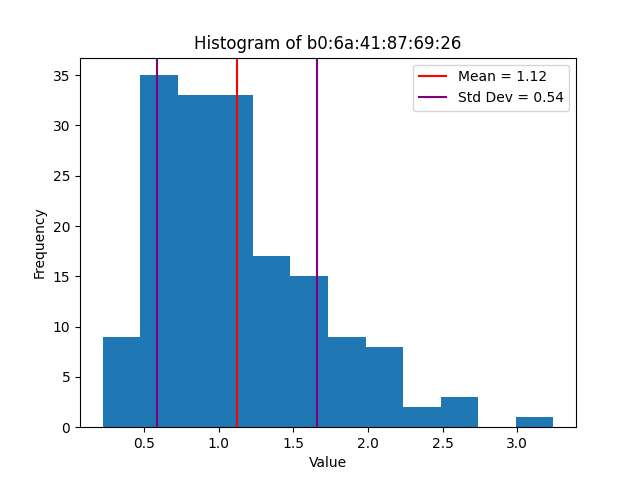 Histogram of b0:6a:41:87:69:26
Mean = 1.12
Std Dev = 0.54
Frequency
35
30
25
20
15
10
5
0
0.5 1.0 1.5 2.0 2.5 3.0
Value